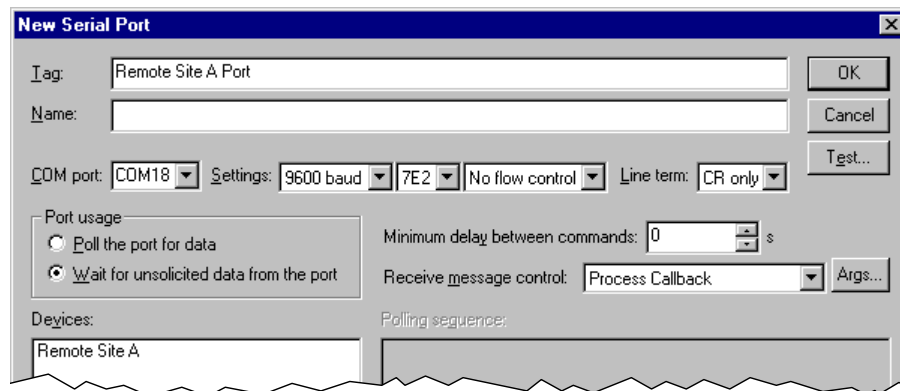 New Serial Port
Tag: Remote Site A Port OK
Name: Cancel
Test...
COM port: COM18 Settings: 9600 baud 7E2 No flow control Line term: CR only
Port usage
Poll the port for data
Wait for unsolicited data from the port
Minimum delay between commands: 0 s
Receive message control: Process Callback Args...
Devices: Polling sequence:
Remote Site A